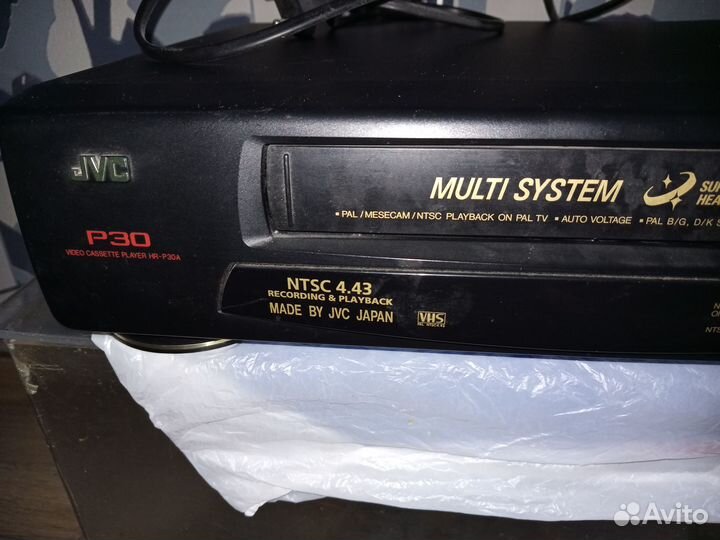 JVC
P30
VIDEO CASSETTE PLAYER HR-P30A
MULTI SYSTEM
▪ PAL / MESECAM / NTSC PLAYBACK ON PAL TV ▪ AUTO VOLTAGE ▪ PAL B/G, D/K
NTSC 4.43
RECORDING & PLAYBACK
MADE BY JVC JAPAN
VHS
Avito